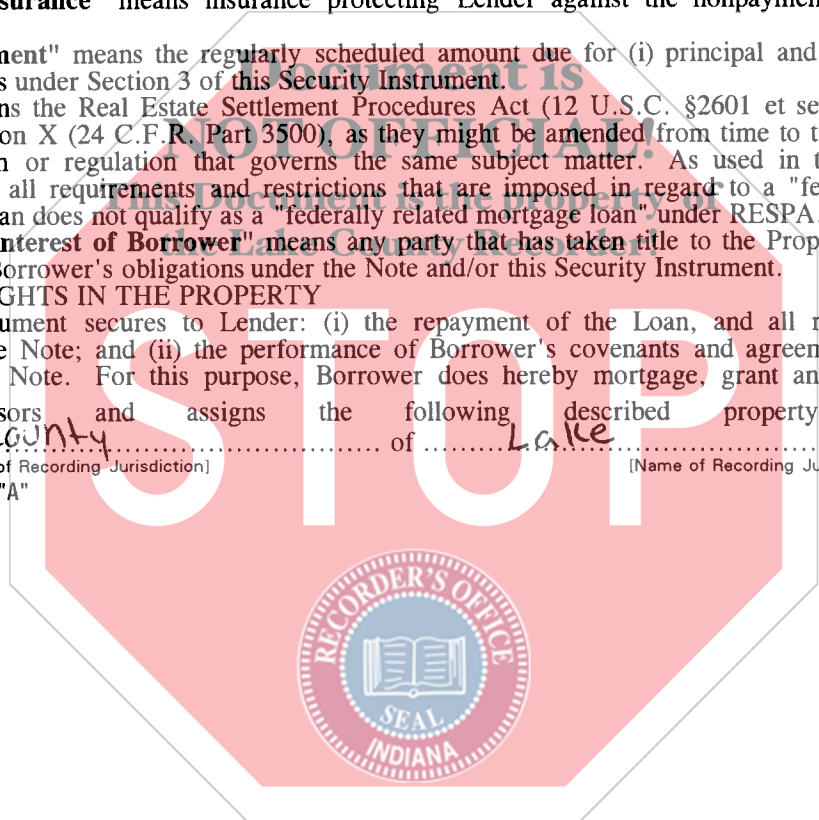 surance" means insurance protecting Lender against the nonpaymen
ment" means the regularly scheduled amount due for (i) principal and
s under Section 3 of this Security Instrument.
ns the Real Estate Settlement Procedures Act (12 U.S.C. §2601 et se
on X (24 C.F.R. Part 3500), as they might be amended from time to t
n or regulation that governs the same subject matter. As used in t
all requirements and restrictions that are imposed in regard to a "fe
an does not qualify as a "federally related mortgage loan" under RESPA.
nterest of Borrower" means any party that has taken title to the Prop
Borrower's obligations under the Note and/or this Security Instrument.
GHTS IN THE PROPERTY
ument secures to Lender: (i) the repayment of the Loan, and all r
e Note; and (ii) the performance of Borrower's covenants and agreem
Note. For this purpose, Borrower does hereby mortgage, grant an
sors and assigns the following described property
County of Lake
of Recording Jurisdiction] [Name of Recording Ju
"A"
Document is
NOT OFFICIAL!
This Document is the property of
the Lake County Recorder!
STOP
RECORDER'S OFFICE
SEAL
INDIANA